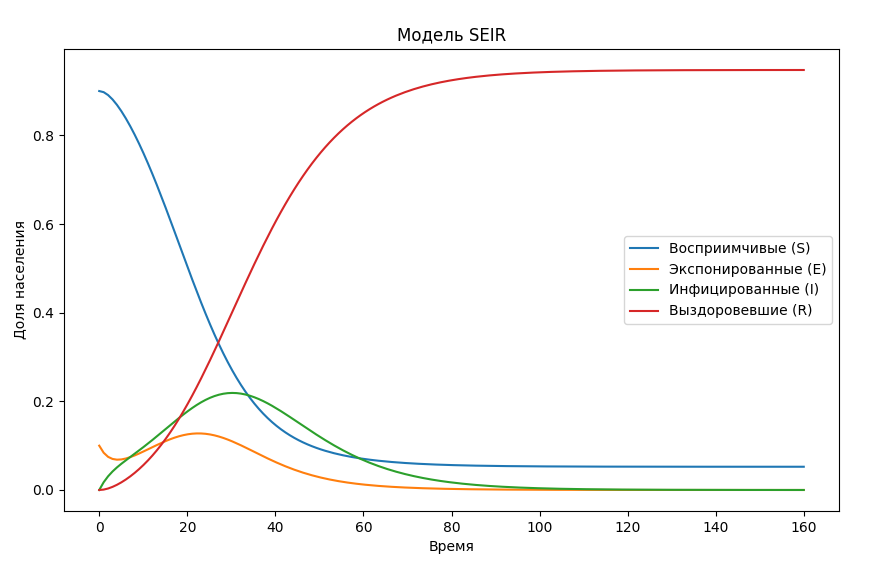 Модель SEIR
Доля населения
0.8
0.6
0.4
0.2
0.0
Восприимчивые (S)
Экспонированные (E)
Инфицированные (I)
Выздоровевшие (R)
0 20 40 60 80 100 120 140 160
Время